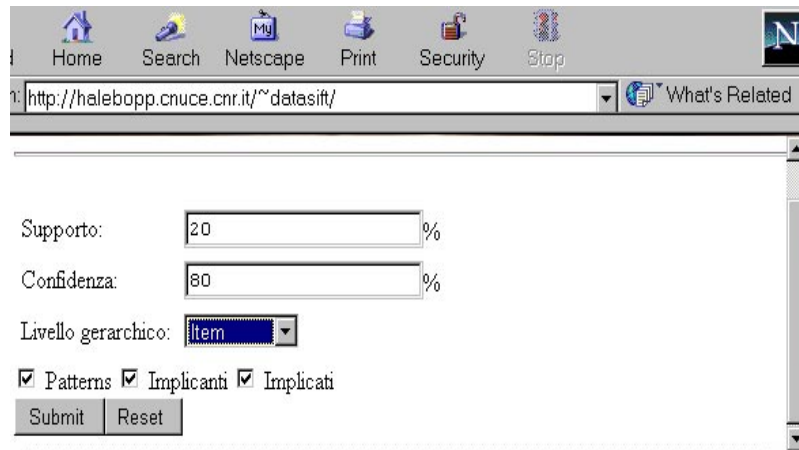 My
Home Search Netscape Print Security Stop
N
http://halebopp.cnuce.cnr.it/~datasift/ What's Related
Supporto: 20 %
Confidenza: 80 %
Livello gerarchico: Item
Patterns Implicanti Implicati
Submit Reset